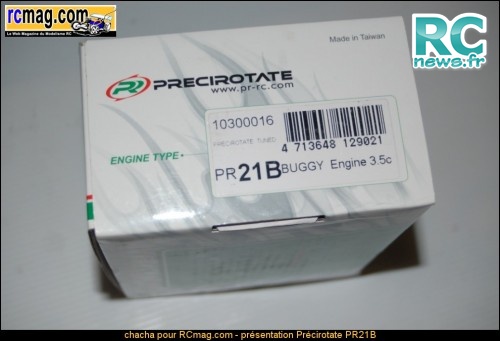 rcmag.com
Le Web Magazine du Modélisme RC
RC
news.fr
Made in Taiwan
PR PRECIROTATE
www.pr-rc.com
10300016
PRECIROTATE TUNED
4 713648 129021
ENGINE TYPE
PR21B BUGGY Engine 3.5c
chacha pour RCmag.com - présentation Précirotate PR21B